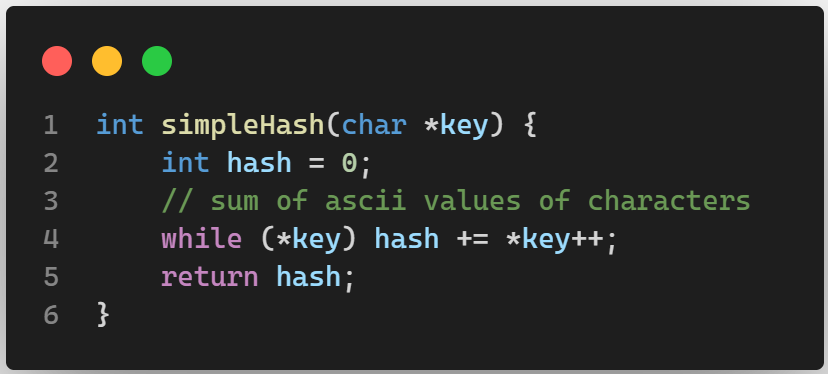 1 int simpleHash(char *key) {
2     int hash = 0;
3     // sum of ascii values of characters
4     while (*key) hash += *key++;
5     return hash;
6 }